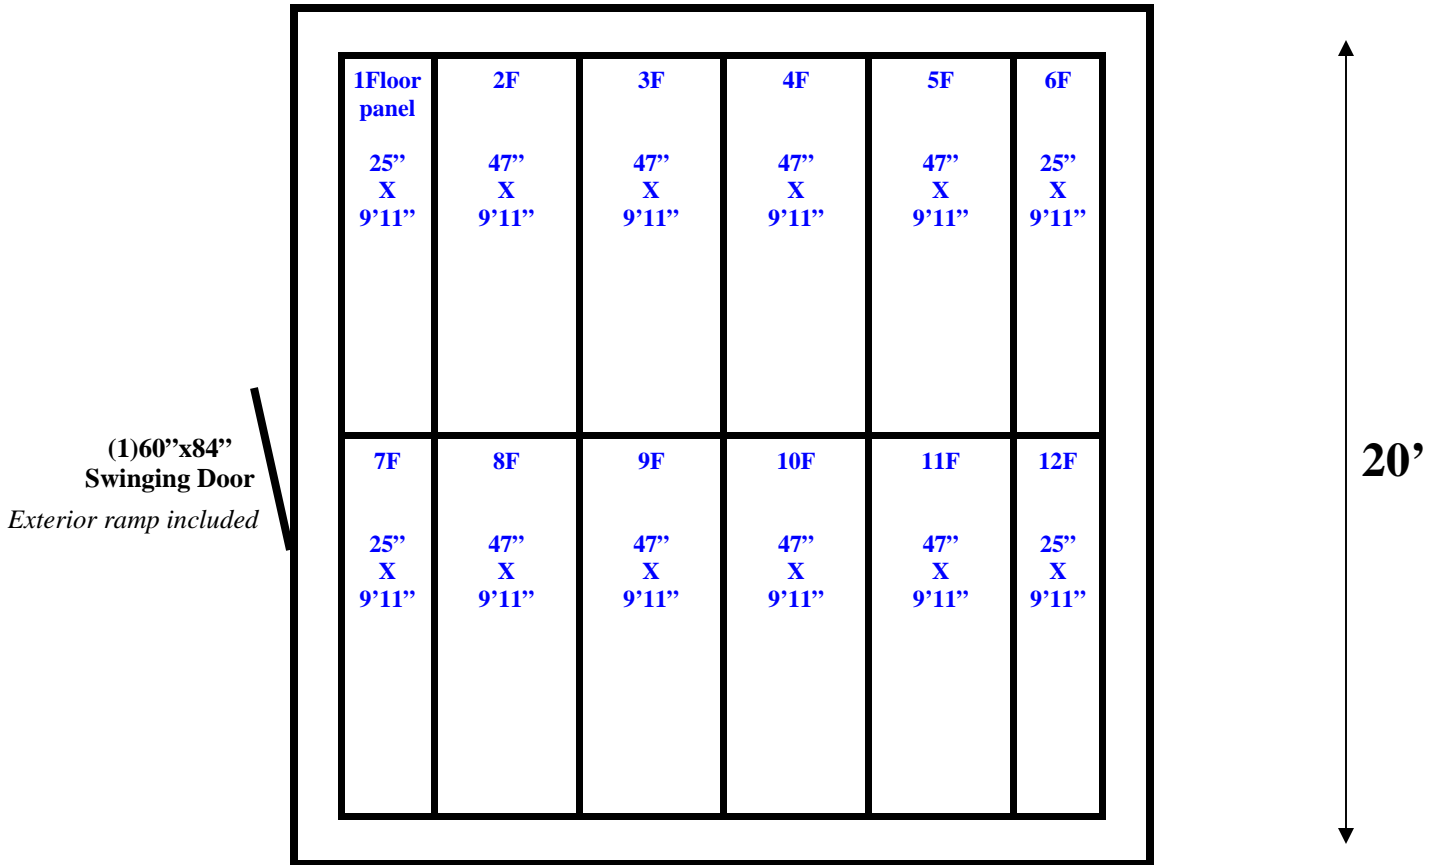 1Floor
panel
25”
X
9’11”
2F
47”
X
9’11”
3F
47”
X
9’11”
4F
47”
X
9’11”
5F
47”
X
9’11”
6F
25”
X
9’11”
(1)60”x84”
Swinging Door
Exterior ramp included
20’
7F
25”
X
9’11”
8F
47”
X
9’11”
9F
47”
X
9’11”
10F
47”
X
9’11”
11F
47”
X
9’11”
12F
25”
X
9’11”